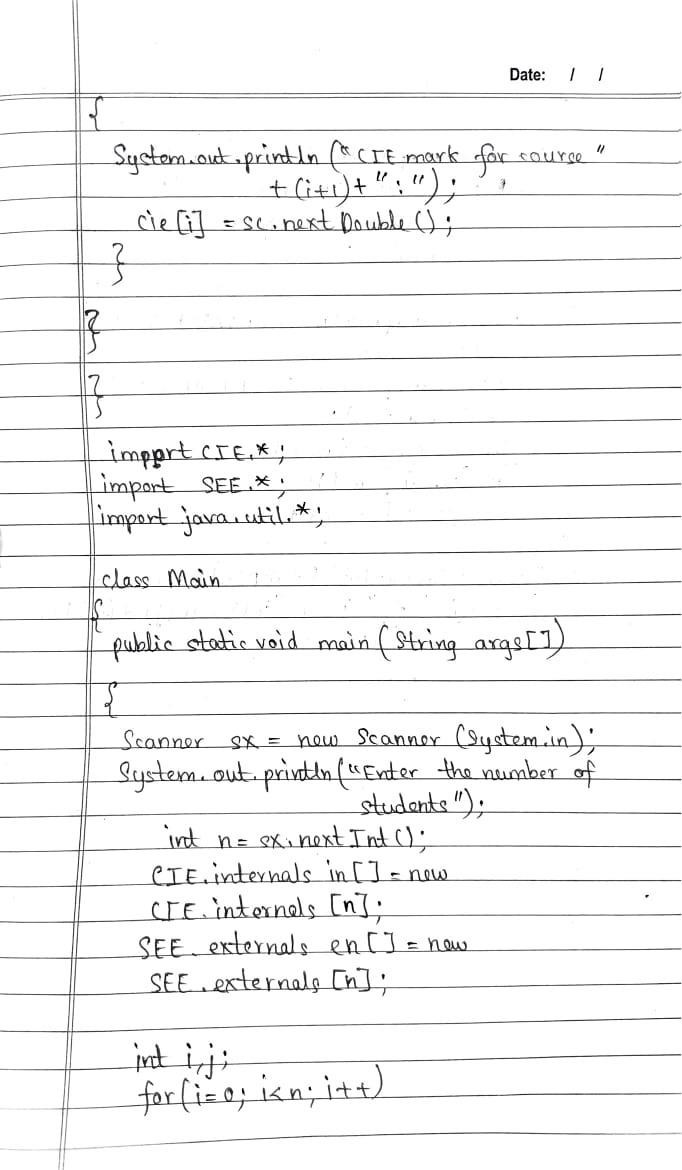 Date: / /
{
System.out.println ("CIE mark for course"
+ (i+1) + ":");
cie[i] = sc.nextDouble();
}
}
}
import CIE.*;
import SEE.*;
import java.util.*;
class Main
{
public static void main (String args[])
{
Scanner sx = new Scanner (System.in);
System.out.println ("Enter the number of
students");
int n = sx.nextInt();
CIE.internals in[] = new
CIE.internals [n];
SEE.externals en[] = new
SEE.externals [n];
int i,j;
for(i=0; i<n; i++)